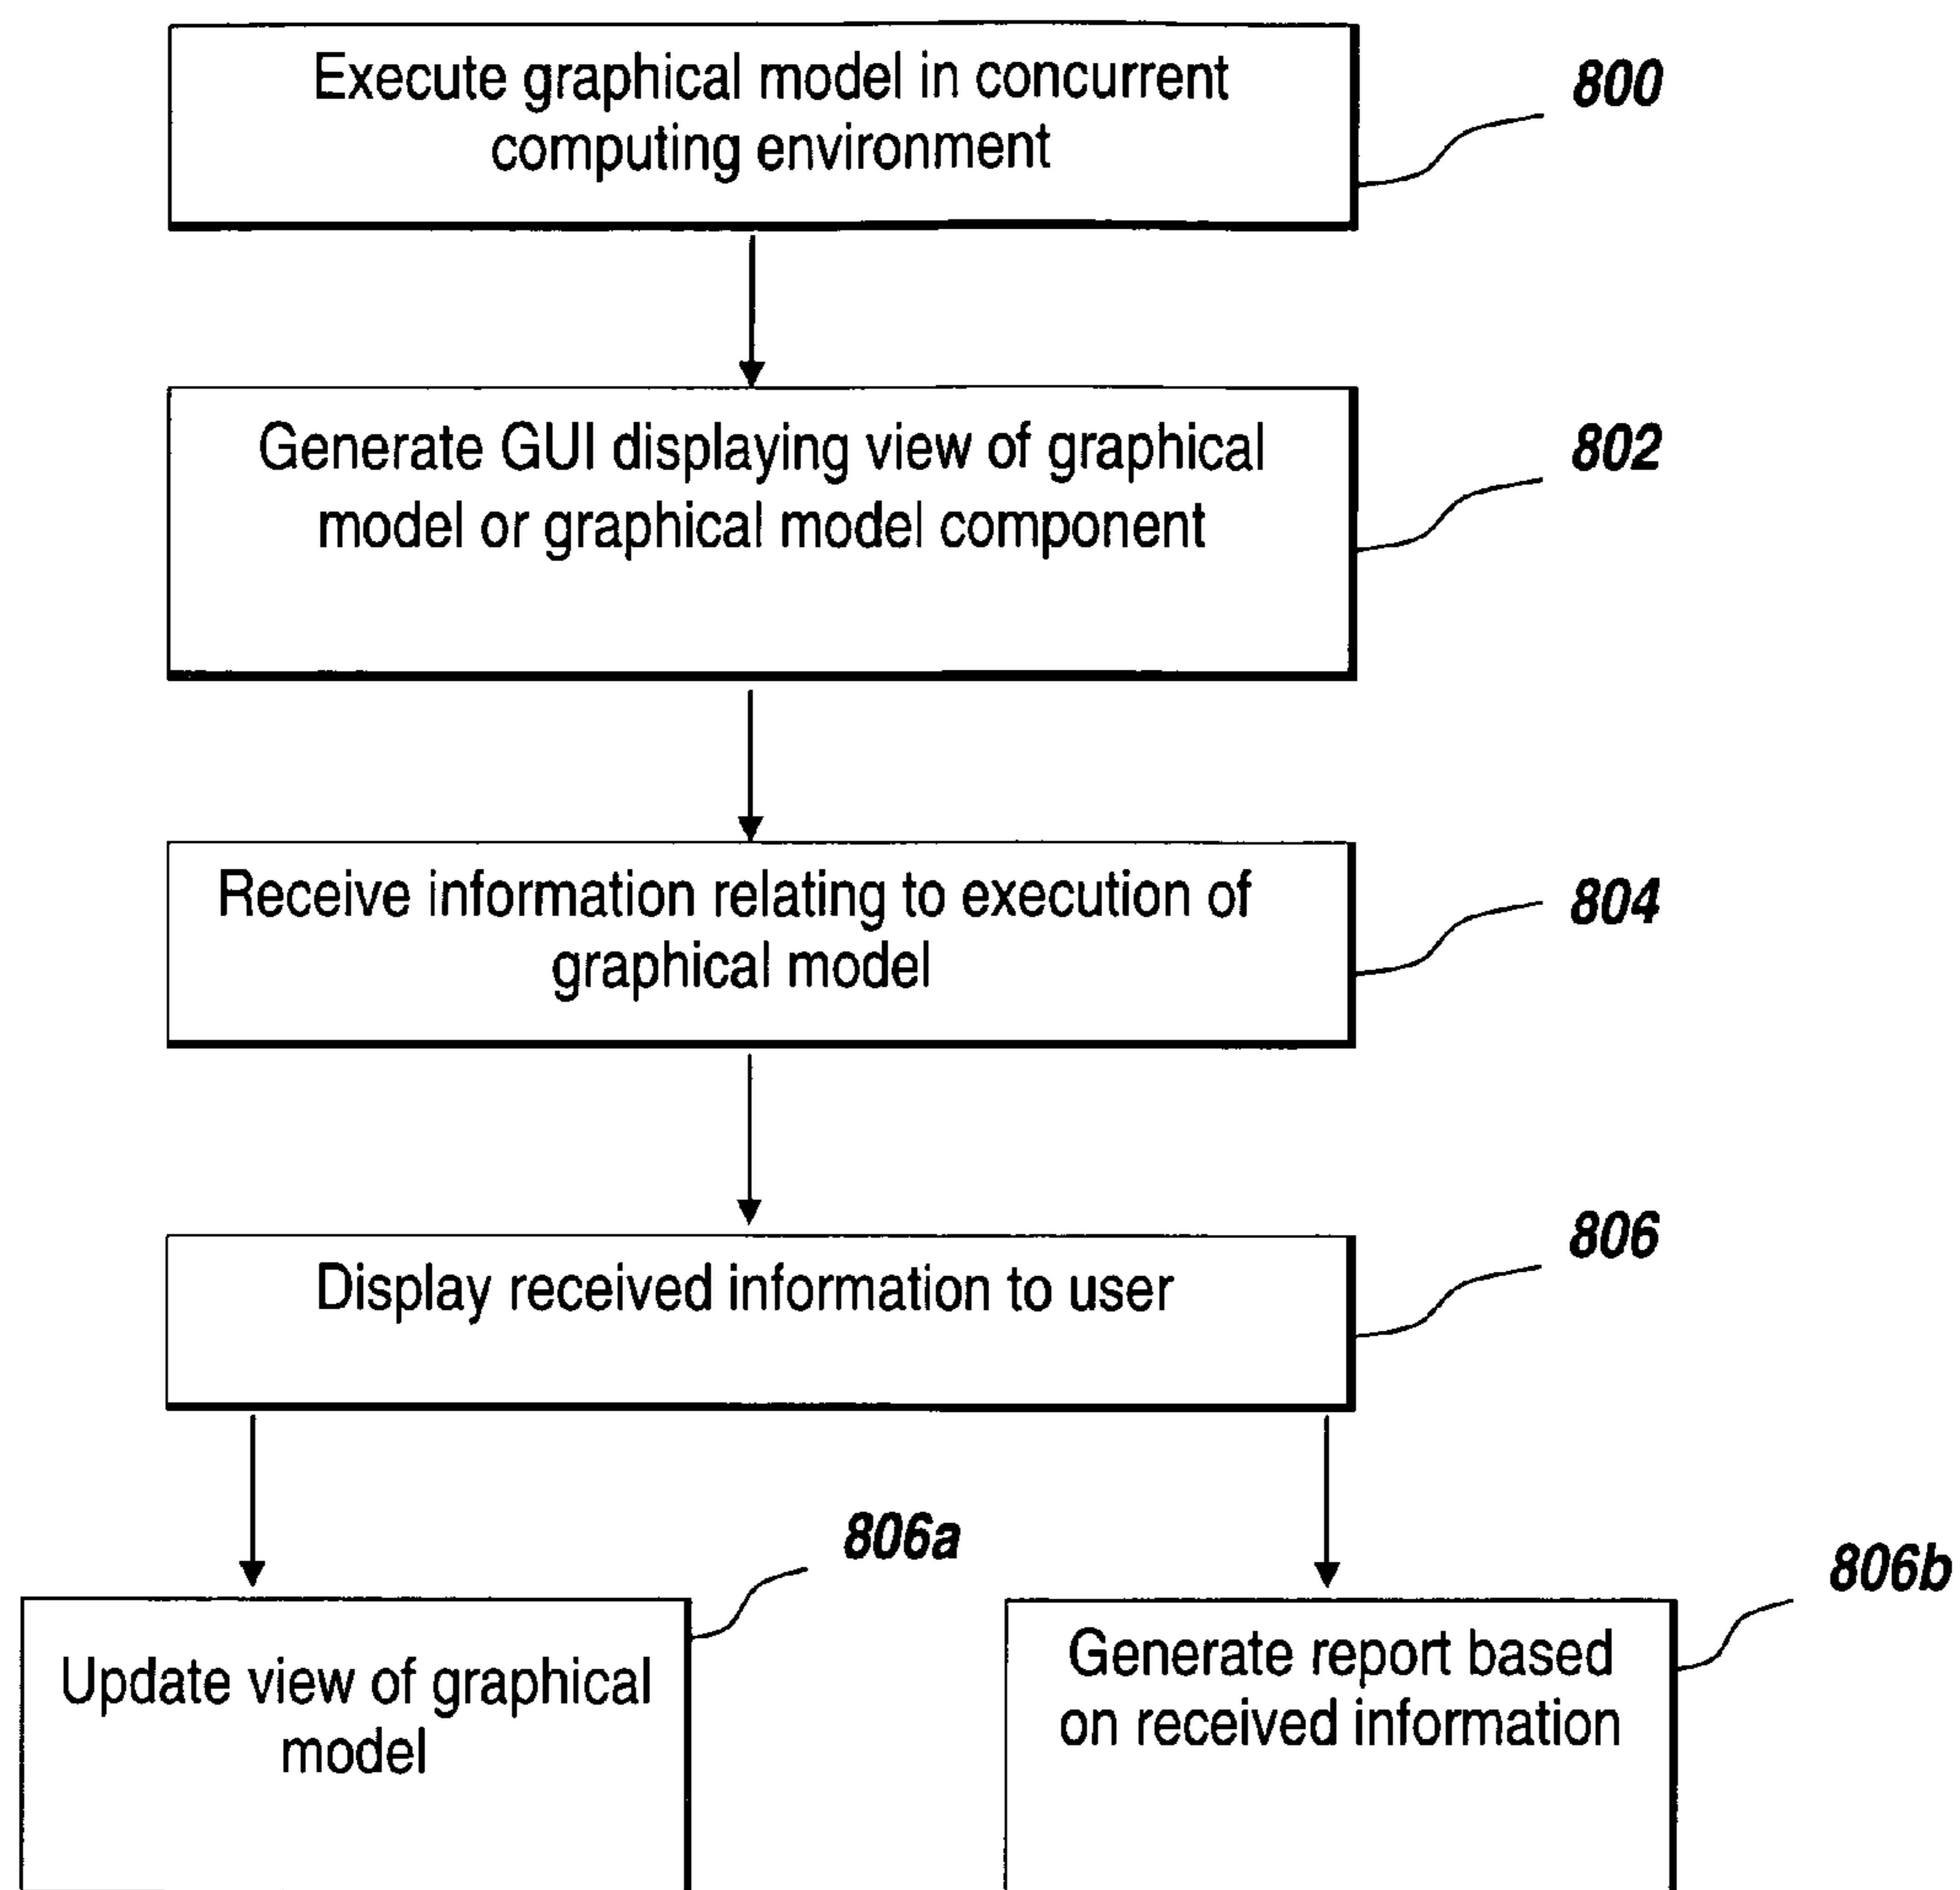 Execute graphical model in concurrent
computing environment
800
Generate GUI displaying view of graphical
model or graphical model component
802
Receive information relating to execution of
graphical model
804
Display received information to user
806
Update view of graphical
model
806a
Generate report based
on received information
806b